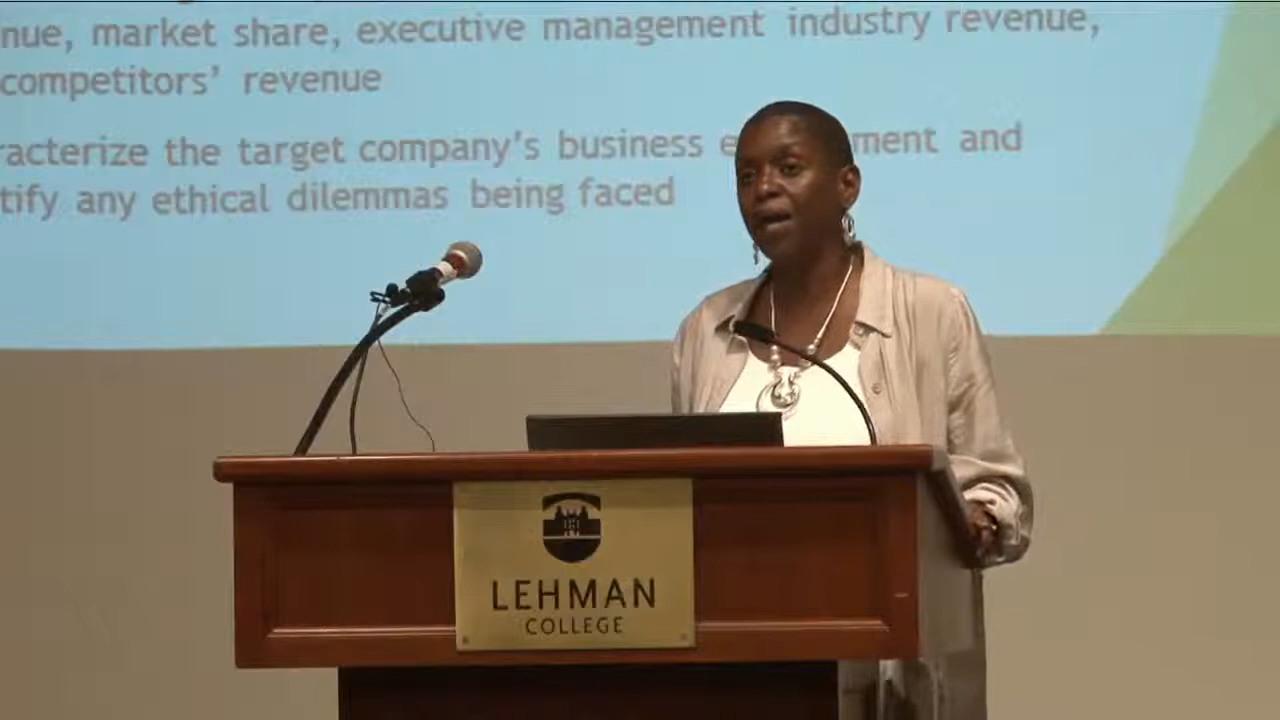 nue, market share, executive management industry revenue,
competitors’ revenue
racterize the target company’s business e ment and
tify any ethical dilemmas being faced
LEHMAN
COLLEGE